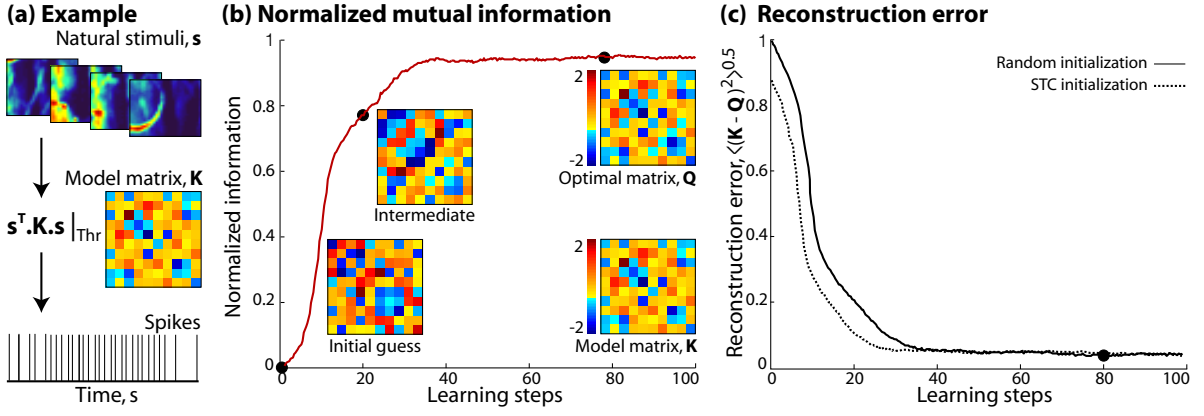 (a) Example
Natural stimuli, s
Model matrix, K
sᵀ.K.s |Thr
Spikes
Time, s
(b) Normalized mutual information
Normalized information
1
0.8
0.6
0.4
0.2
0
0
20
40
60
80
100
Learning steps
Initial guess
Intermediate
2
-2
Optimal matrix, Q
2
-2
Model matrix, K
(c) Reconstruction error
Reconstruction error, ⟨(K - Q)²⟩⁰·⁵
1
0.8
0.6
0.4
0.2
0
0
20
40
60
80
100
Learning steps
Random initialization
STC initialization